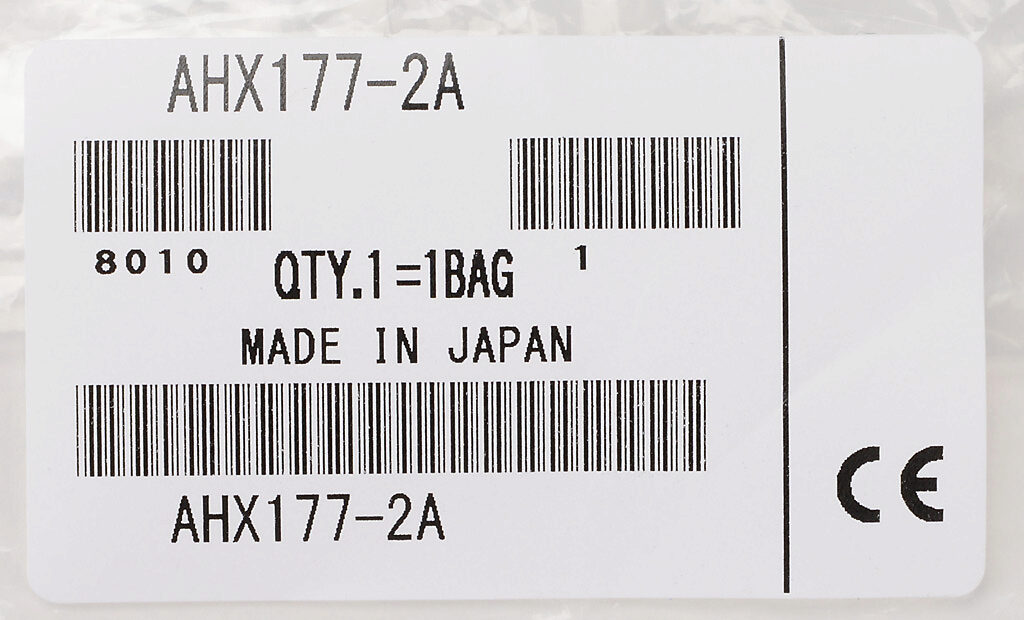 AHX177-2A
8010
QTY.1=1BAG
1
MADE IN JAPAN
AHX177-2A
CE